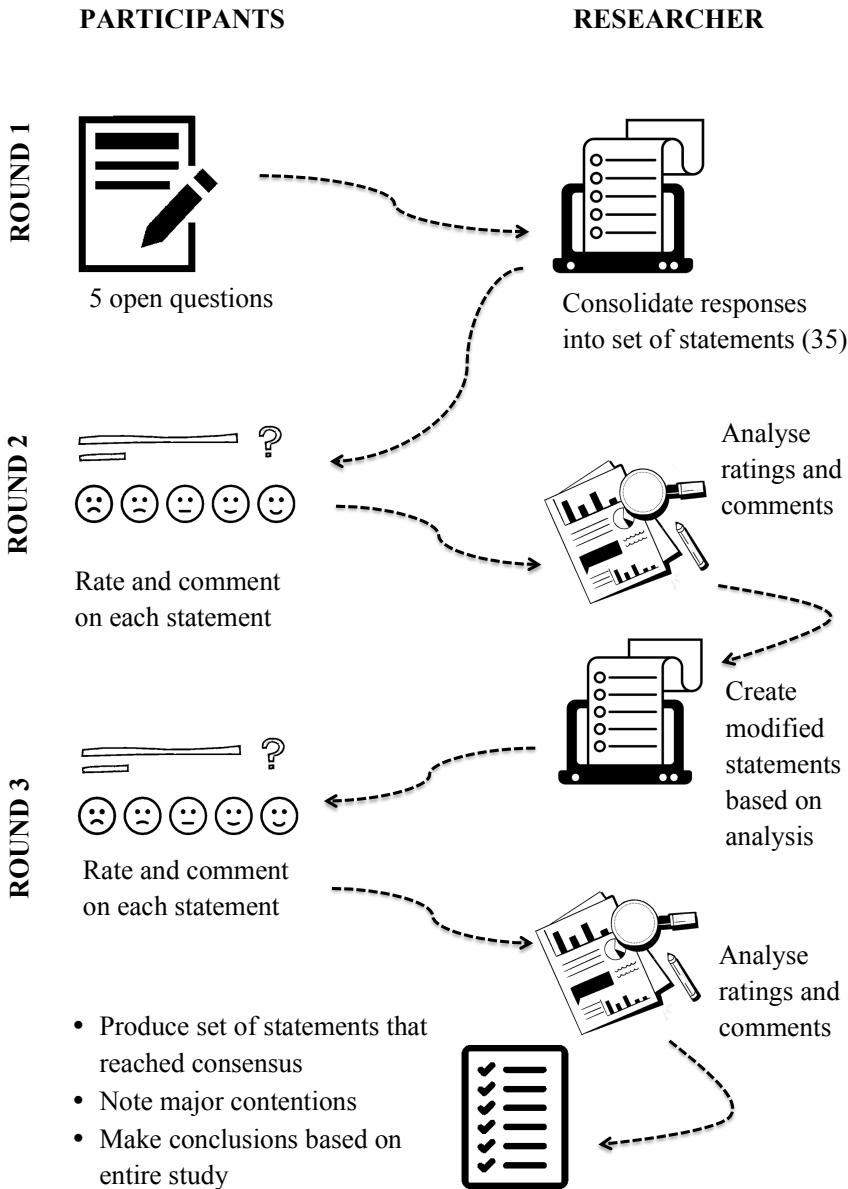 PARTICIPANTS
RESEARCHER
ROUND 1
5 open questions
Consolidate responses
into set of statements (35)
ROUND 2
?
Rate and comment
on each statement
Analyse
ratings and
comments
Create
modified
statements
based on
analysis
ROUND 3
?
Rate and comment
on each statement
Analyse
ratings and
comments
• Produce set of statements that
reached consensus
• Note major contentions
• Make conclusions based on
entire study